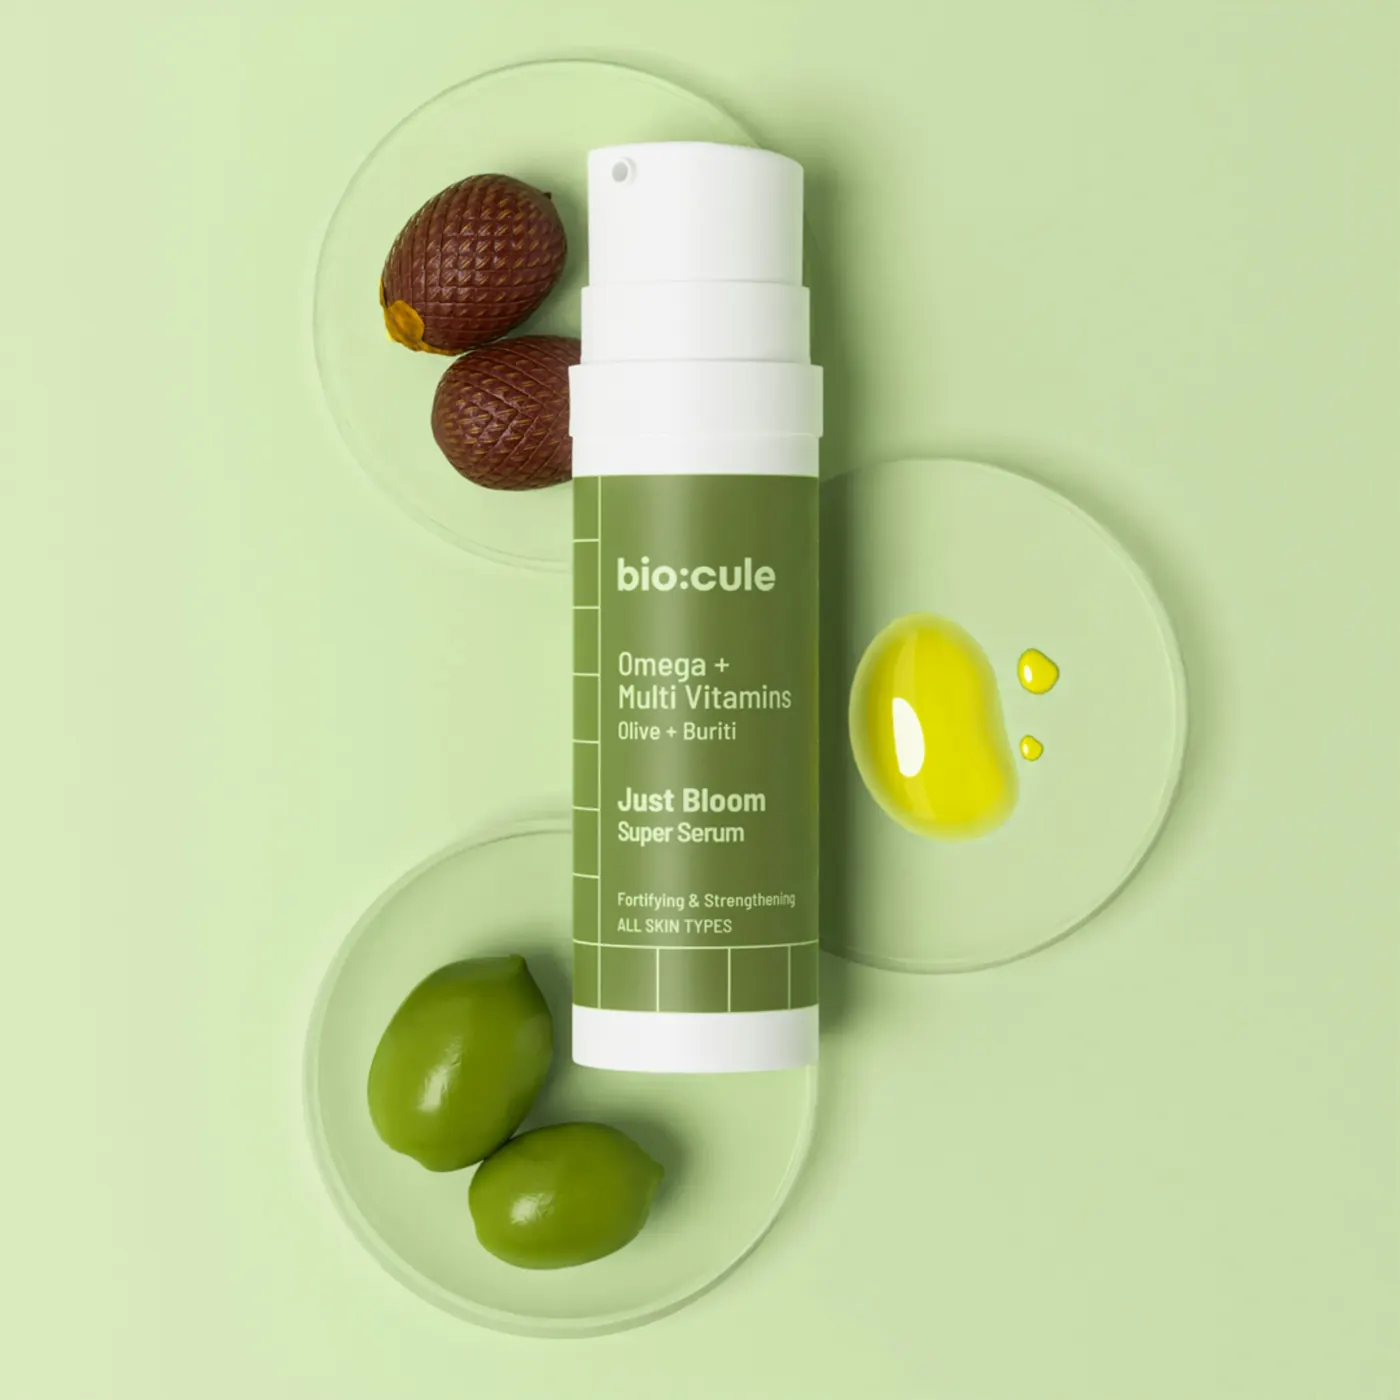 bio:cule
Omega +
Multi Vitamins
Olive + Buriti
Just Bloom
Super Serum
Fortifying & Strengthening
ALL SKIN TYPES